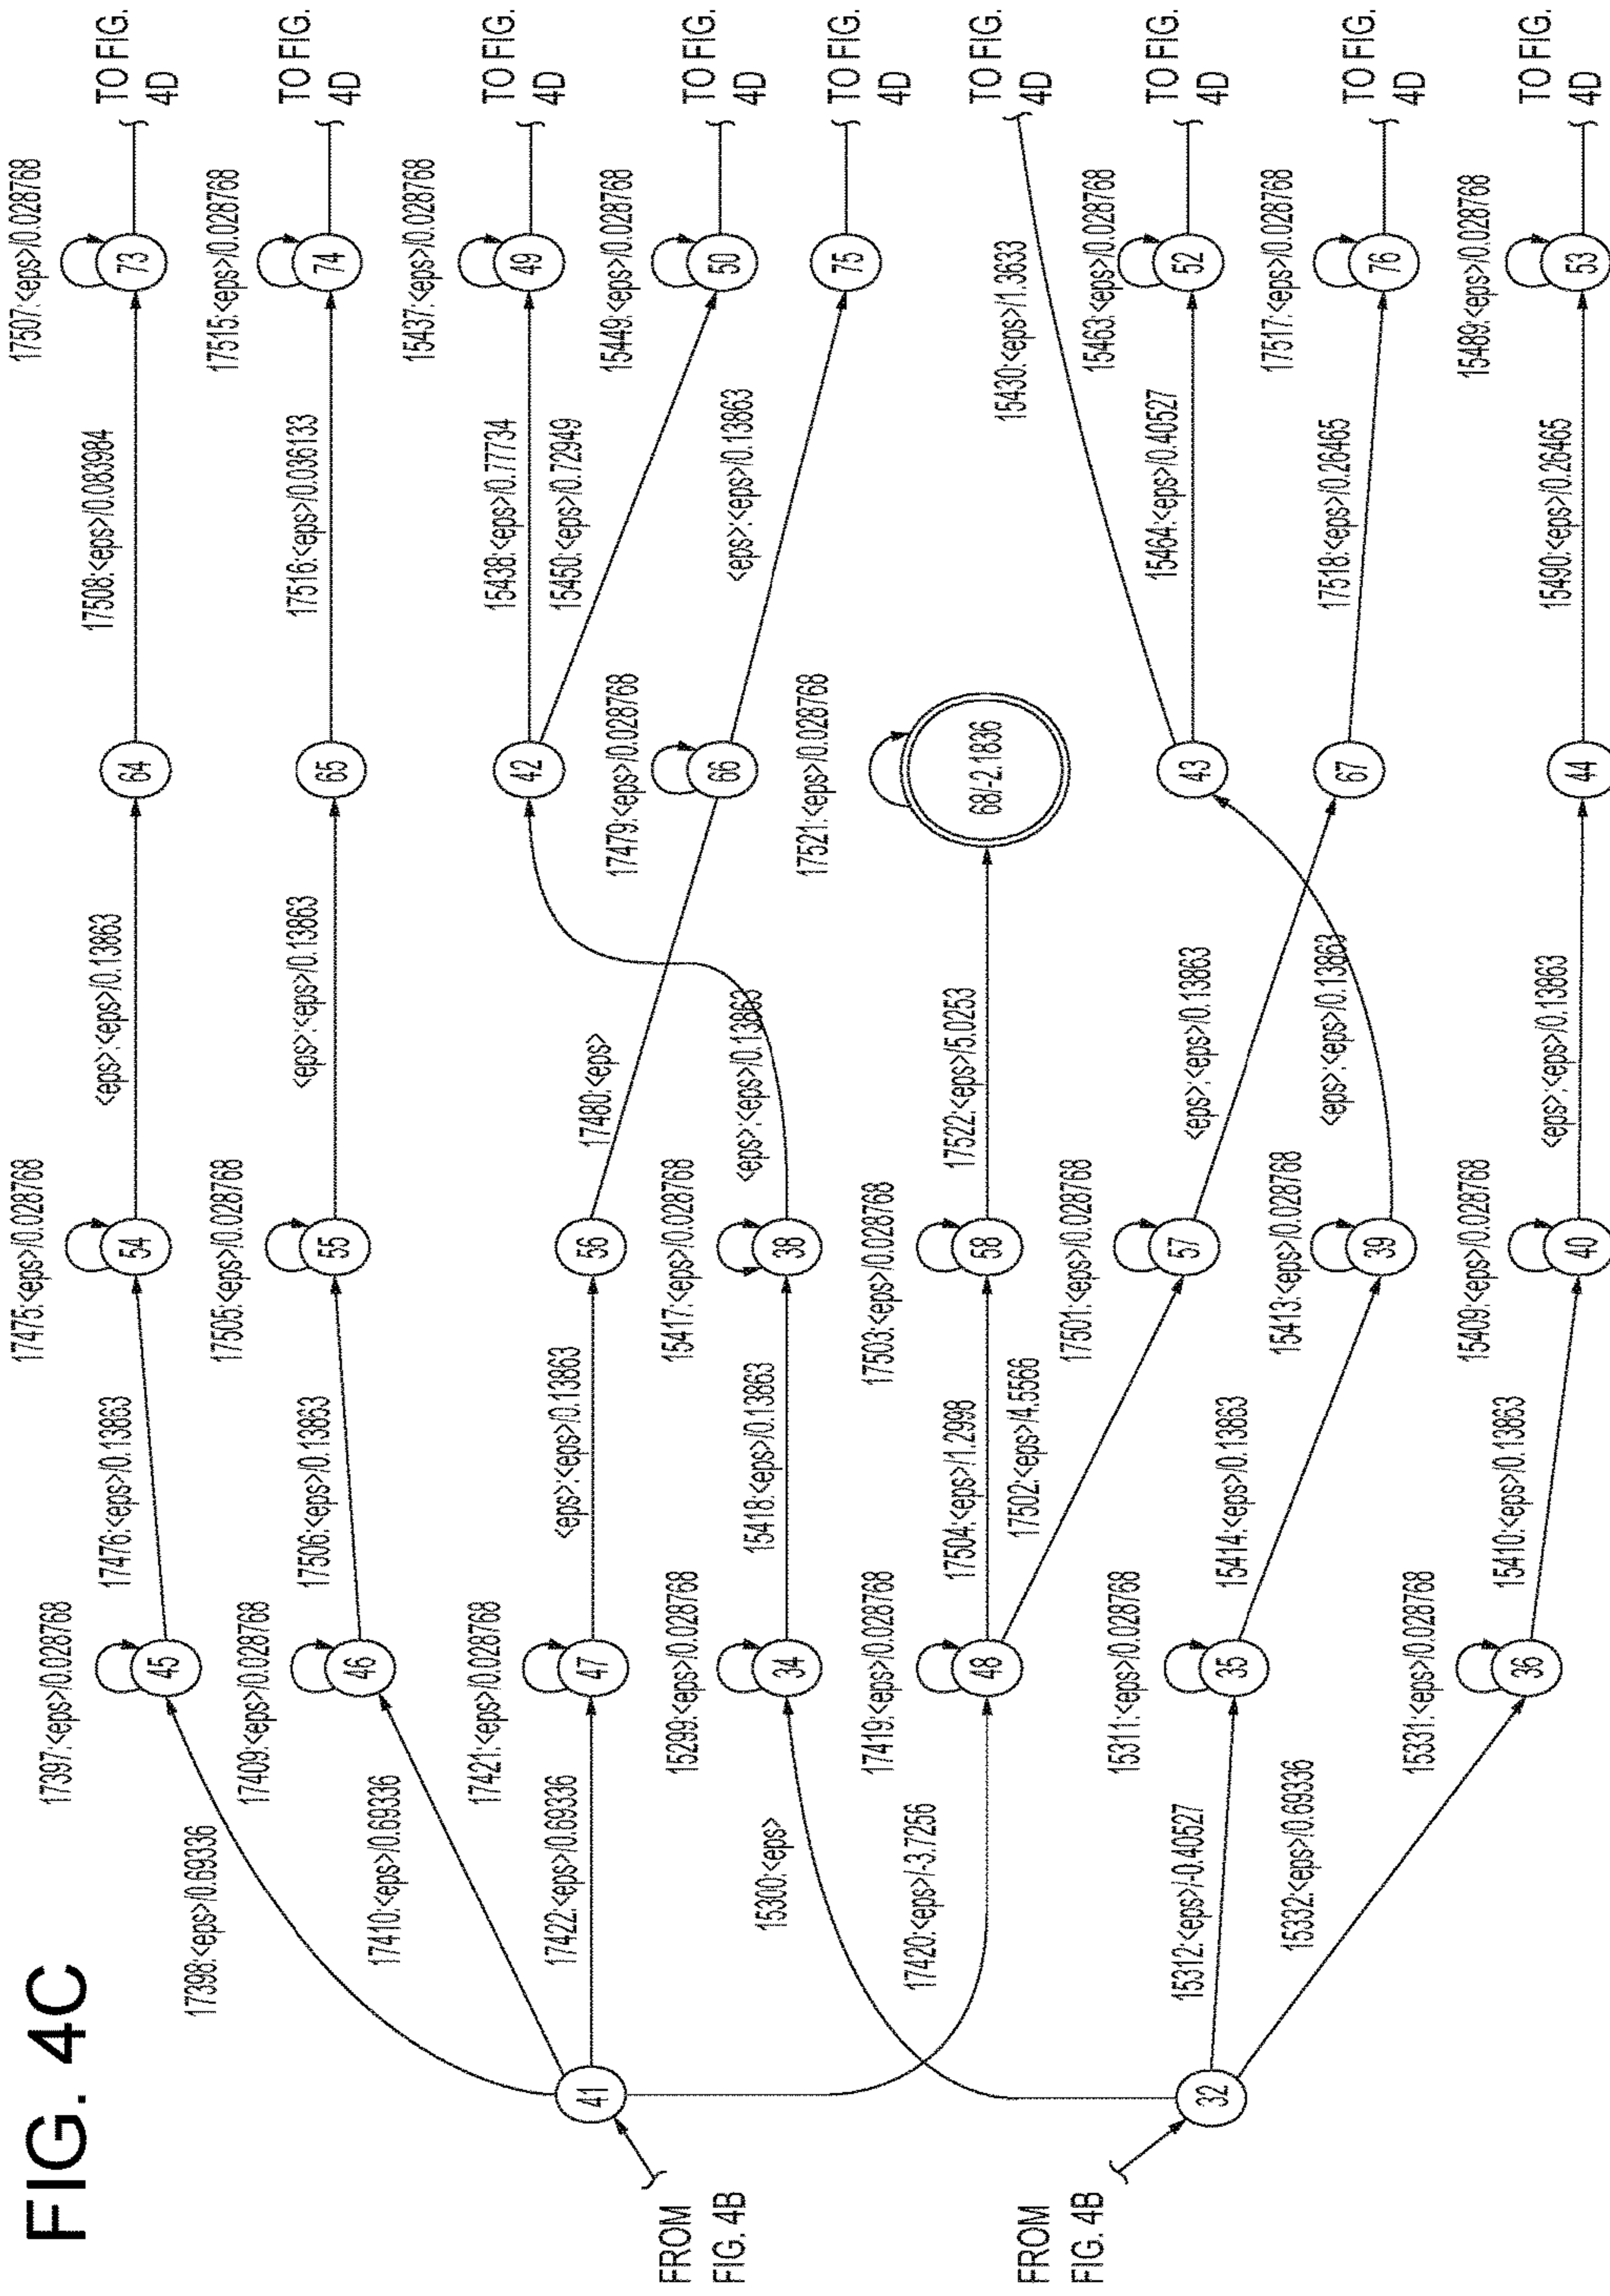 FIG. 4C
FROM
FIG. 4B
FROM
FIG. 4B
41
32
17398:<eps>/0.69336
17410:<eps>/0.69336
17422:<eps>/0.69336
15300:<eps>
17420:<eps>/-3.7256
15312:<eps>/-0.40527
15332:<eps>/0.69336
17397:<eps>/0.028768
45
17409:<eps>/0.028768
46
17421:<eps>/0.028768
47
15299:<eps>/0.028768
34
17419:<eps>/0.028768
48
15311:<eps>/0.028768
35
15331:<eps>/0.028768
36
17476:<eps>/0.13863
17506:<eps>/0.13863
<eps>:<eps>/0.13863
15418:<eps>/0.13863
17504:<eps>/1.2998
17502:<eps>/4.5566
15414:<eps>/0.13863
15410:<eps>/0.13863
17475:<eps>/0.028768
54
17505:<eps>/0.028768
55
56
15417:<eps>/0.028768
38
17503:<eps>/0.028768
58
17501:<eps>/0.028768
57
15413:<eps>/0.028768
39
15409:<eps>/0.028768
40
<eps>:<eps>/0.13863
<eps>:<eps>/0.13863
17480:<eps>
<eps>:<eps>/0.13863
17522:<eps>/5.0253
<eps>:<eps>/0.13863
<eps>:<eps>/0.13863
<eps>:<eps>/0.13863
64
65
42
17479:<eps>/0.028768
66
17521:<eps>/0.028768
68/-2.1836
43
67
44
17508:<eps>/0.083984
17516:<eps>/0.036133
15438:<eps>/0.77734
15450:<eps>/0.72949
<eps>:<eps>/0.13863
15430:<eps>/1.3633
15464:<eps>/0.40527
17518:<eps>/0.26465
15490:<eps>/0.26465
17507:<eps>/0.028768
73
17515:<eps>/0.028768
74
15437:<eps>/0.028768
49
15449:<eps>/0.028768
50
75
15463:<eps>/0.028768
52
17517:<eps>/0.028768
76
15489:<eps>/0.028768
53
TO FIG.
4D
TO FIG.
4D
TO FIG.
4D
TO FIG.
4D
TO FIG.
4D
TO FIG.
4D
TO FIG.
4D
TO FIG.
4D
TO FIG.
4D